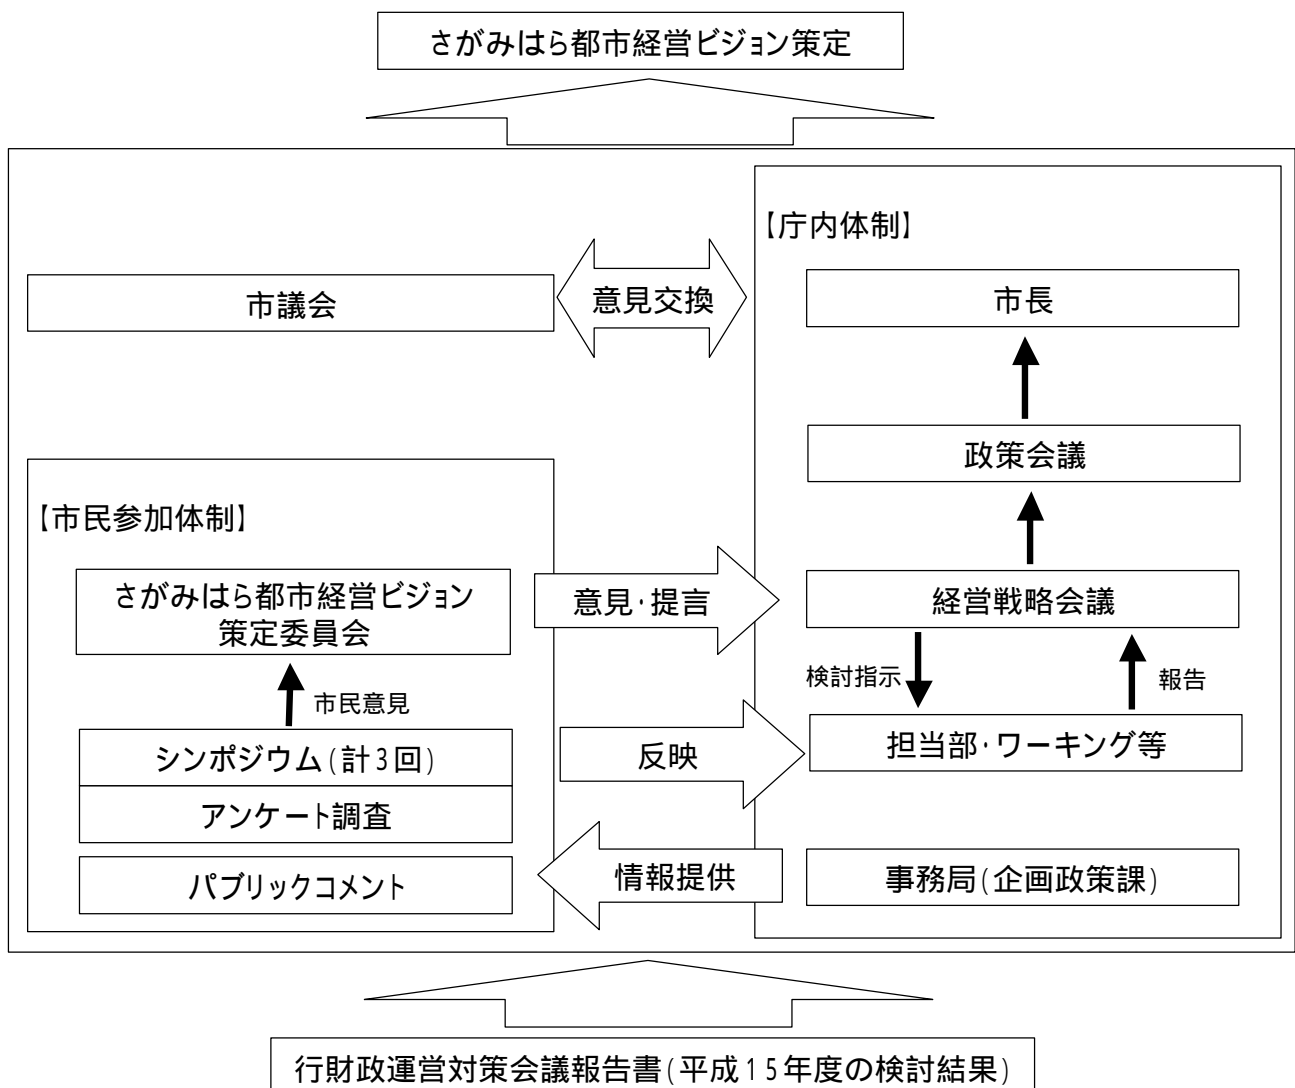 さがみはら都市経営ビジョン策定
【庁内体制】
市議会
意見交換
市長
政策会議
【市民参加体制】
さがみはら都市経営ビジョン
策定委員会
意見・提言
経営戦略会議
市民意見
検討指示
報告
シンポジウム(計3回)
反映
担当部・ワーキング等
アンケート調査
パブリックコメント
情報提供
事務局(企画政策課)
行財政運営対策会議報告書(平成15年度の検討結果)